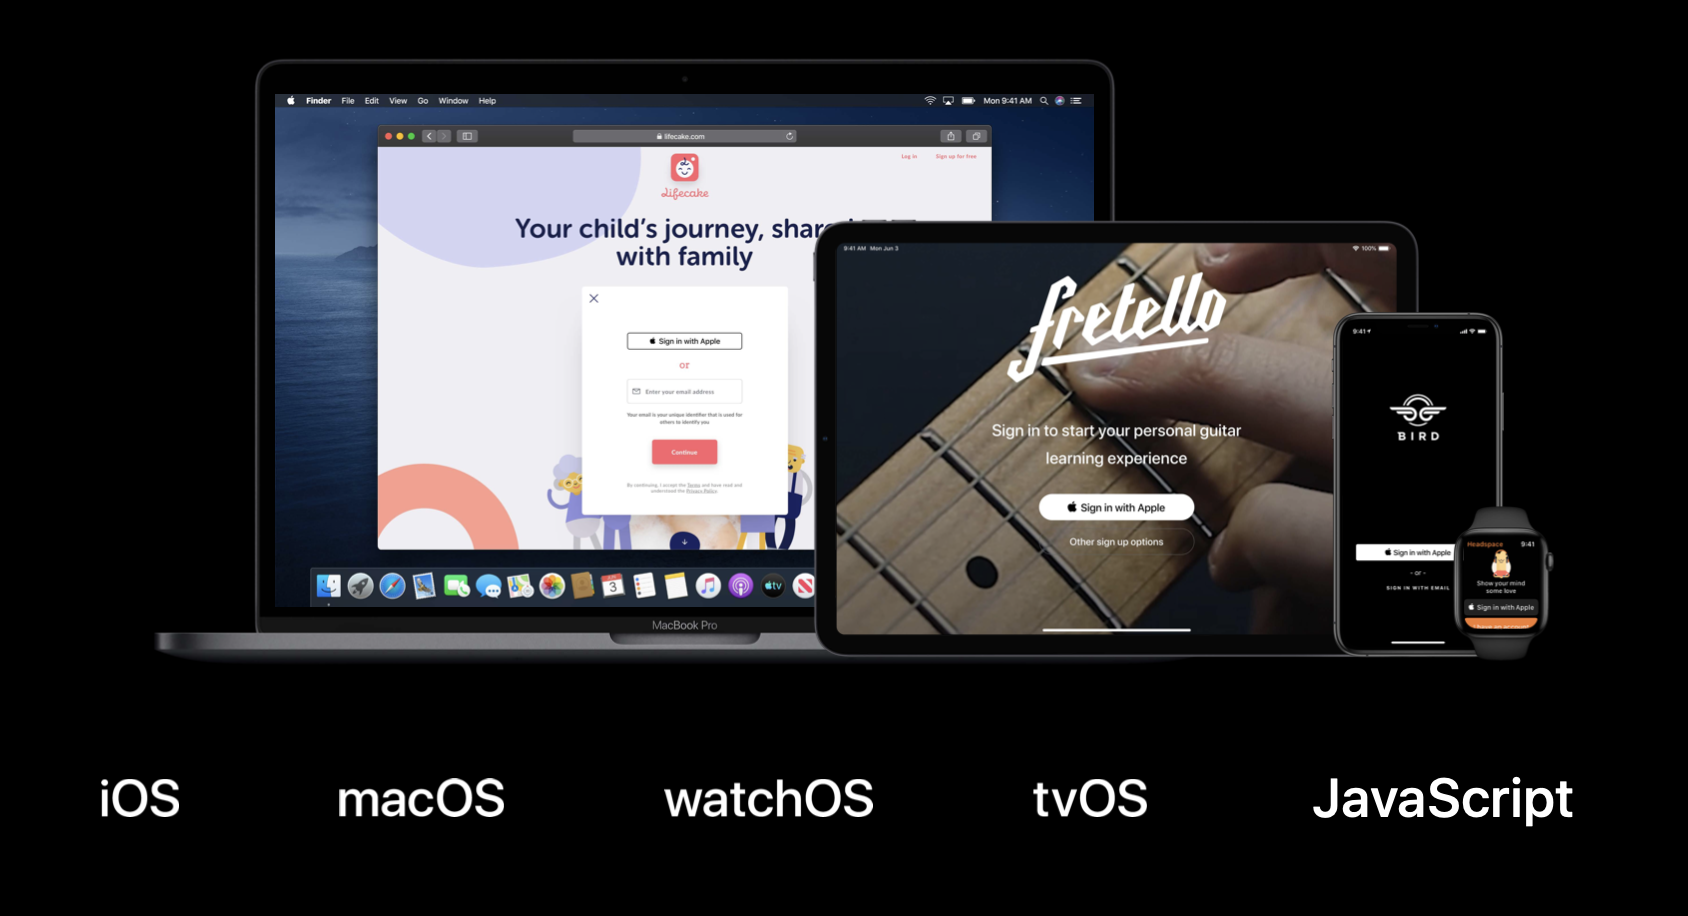 Finder File Edit View Go Window Help
Mon 9:41 AM
lifecake.com
Log in Sign up for free
lifecake
Your child's journey, shar
with family
Sign in with Apple
or
Enter your email address
Your email is your unique identifier that is used for
others to identify you
Continue
By continuing, I accept the Terms and have read and
understood the Privacy Policy
3
tv
MacBook Pro
9:41 AM Mon Jun 3
100%
fretello
Sign in to start your personal guitar
learning experience
Sign in with Apple
Other sign up options
9:41
BIRD
Sign in with Apple
- or -
SIGN IN WITH EMAIL
Headspace 9:41
Show your mind
some love
Sign in with Apple
I have an account
iOS macOS watchOS tvOS JavaScript